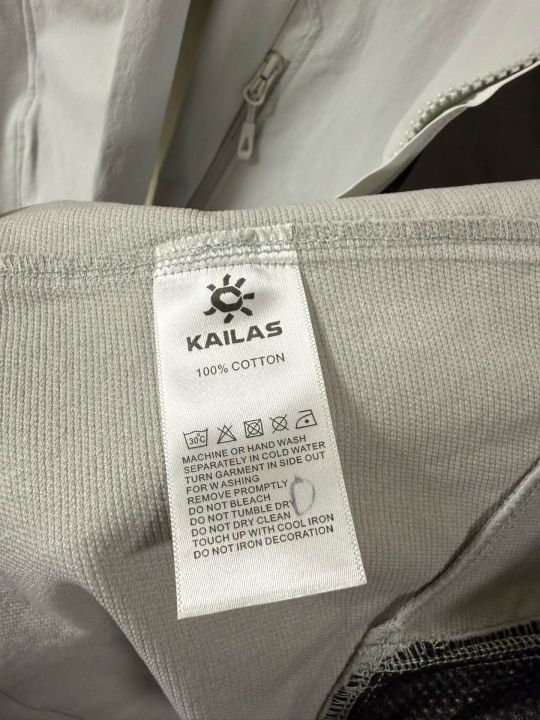 KAILAS
100% COTTON
30°C
MACHINE OR HAND WASH
SEPARATELY IN COLD WATER
TURN GARMENT IN SIDE OUT
FOR WASHING
REMOVE PROMPTLY
DO NOT BLEACH
DO NOT TUMBLE DRY
DO NOT DRY CLEAN
TOUCH UP WITH COOL IRON
DO NOT IRON DECORATION